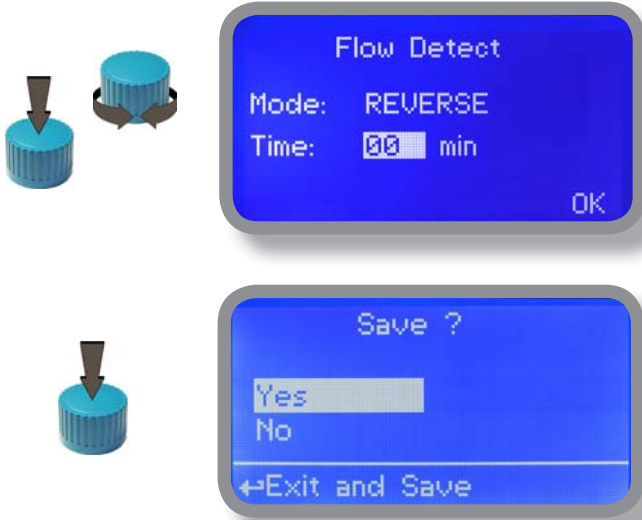 Flow Detect
Mode: REVERSE
Time: 00 min
OK
Save ?
Yes
No
↵Exit and Save